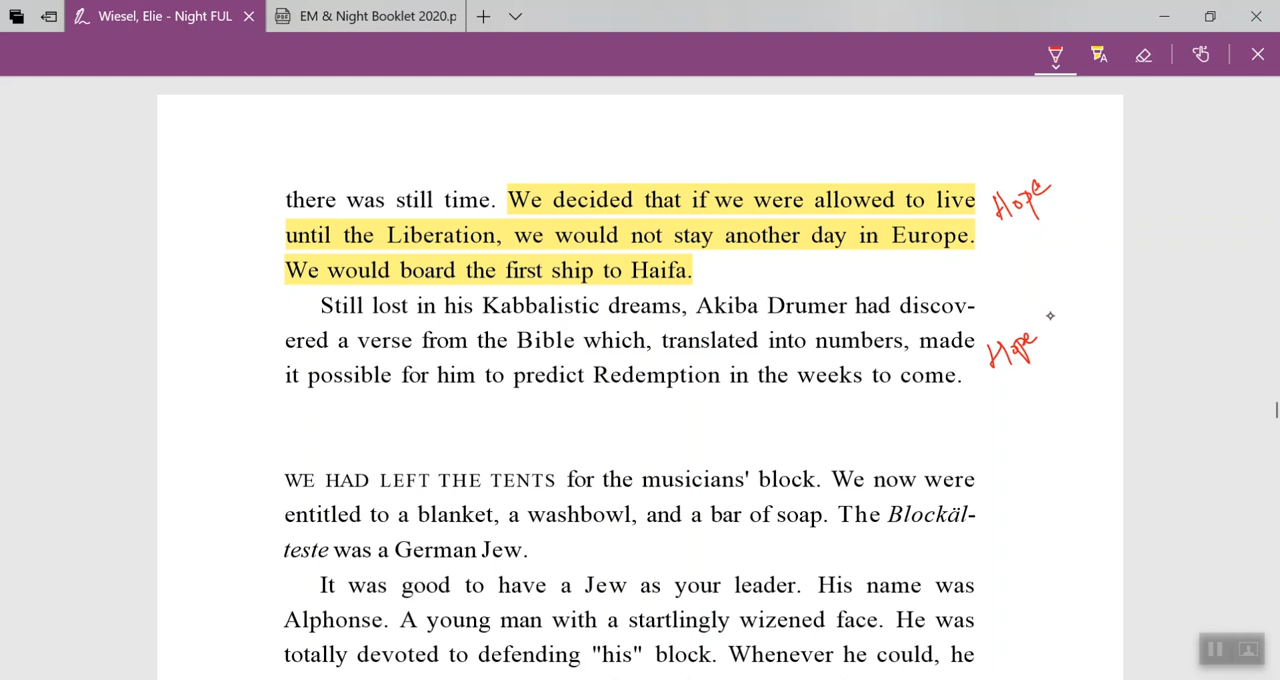 Wiesel, Elie - Night FUL
EM & Night Booklet 2020.p
there was still time. We decided that if we were allowed to live Hope
until the Liberation, we would not stay another day in Europe.
We would board the first ship to Haifa.
Still lost in his Kabbalistic dreams, Akiba Drumer had discov-
ered a verse from the Bible which, translated into numbers, made Hope
it possible for him to predict Redemption in the weeks to come.
WE HAD LEFT THE TENTS for the musicians' block. We now were
entitled to a blanket, a washbowl, and a bar of soap. The Blockäl-
teste was a German Jew.
It was good to have a Jew as your leader. His name was
Alphonse. A young man with a startlingly wizened face. He was
totally devoted to defending "his" block. Whenever he could, he